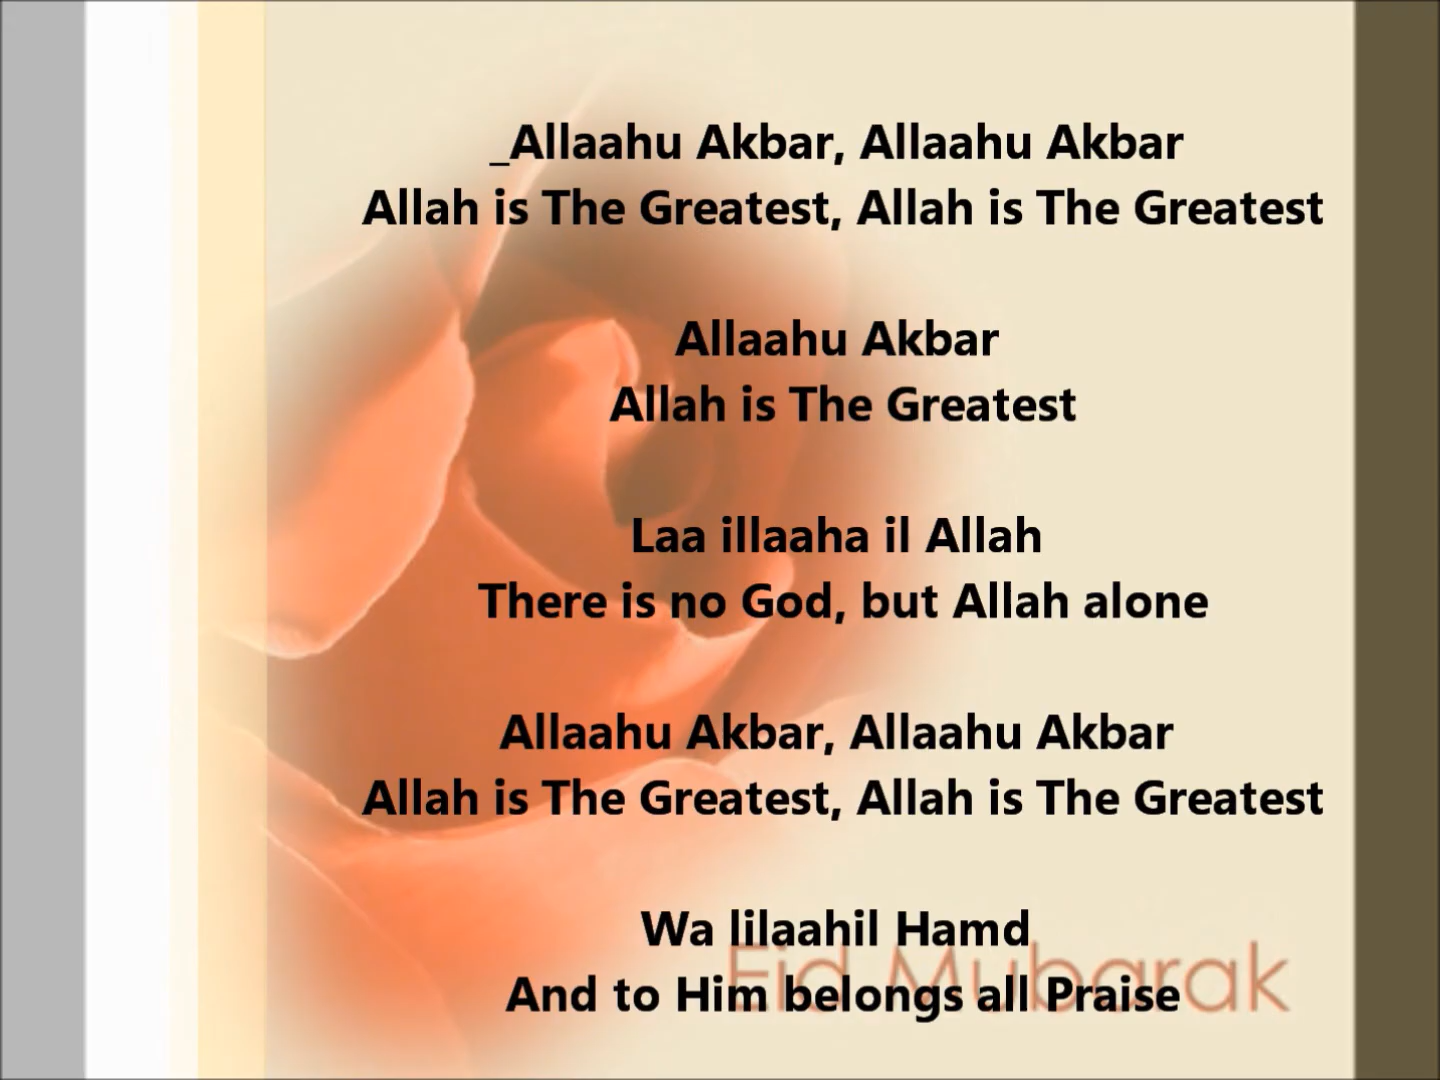 _Allaahu Akbar, Allaahu Akbar
Allah is The Greatest, Allah is The Greatest
Allaahu Akbar
Allah is The Greatest
Laa illaaha il Allah
There is no God, but Allah alone
Allaahu Akbar, Allaahu Akbar
Allah is The Greatest, Allah is The Greatest
Wa lilaahil Hamd
And to Him belongs all Praise
Eid Mubarak